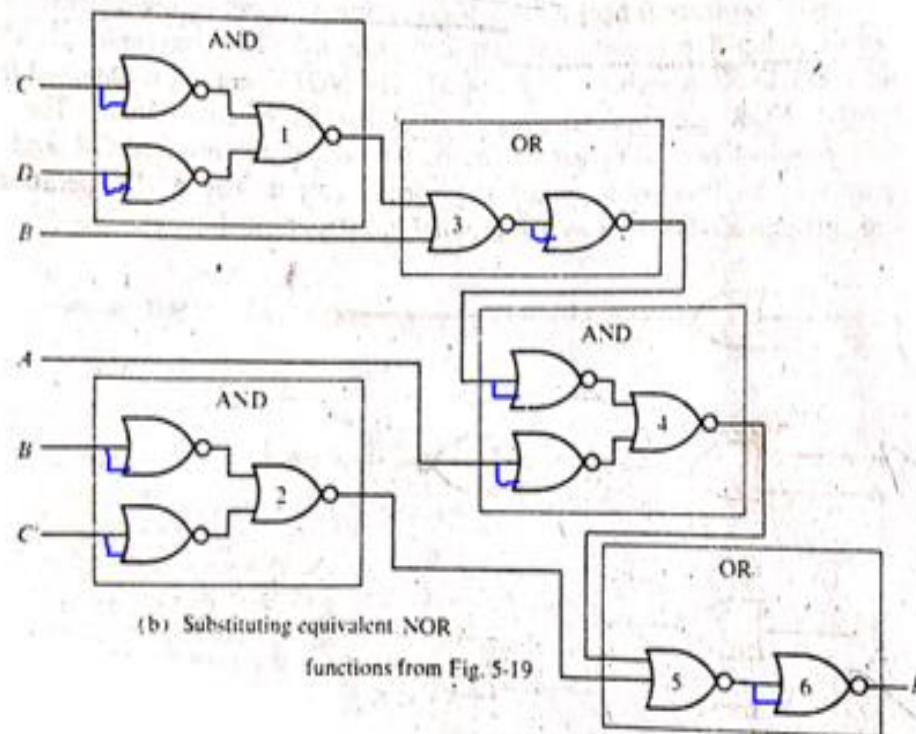 AND
C
1
OR
D
3
B
AND
A
AND
4
B
2
C'
OR
(b) Substituting equivalent NOR
functions from Fig. 5-19
5
6